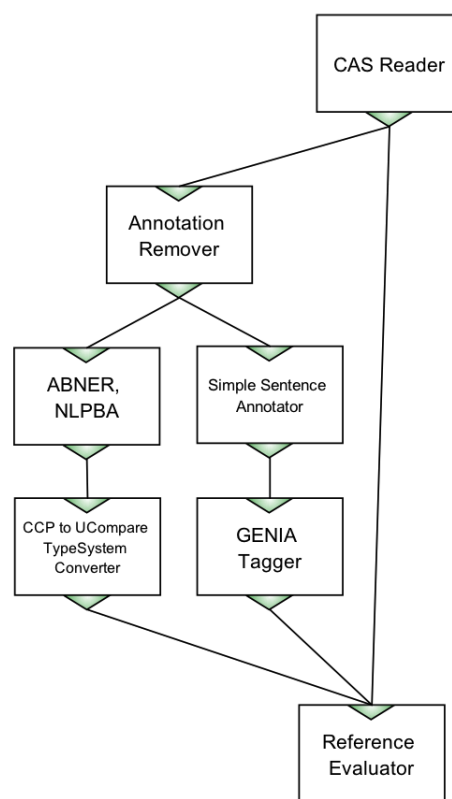 CAS Reader
Annotation
Remover
ABNER,
NLPBA
Simple Sentence
Annotator
CCP to UCompare
TypeSystem
Converter
GENIA
Tagger
Reference
Evaluator